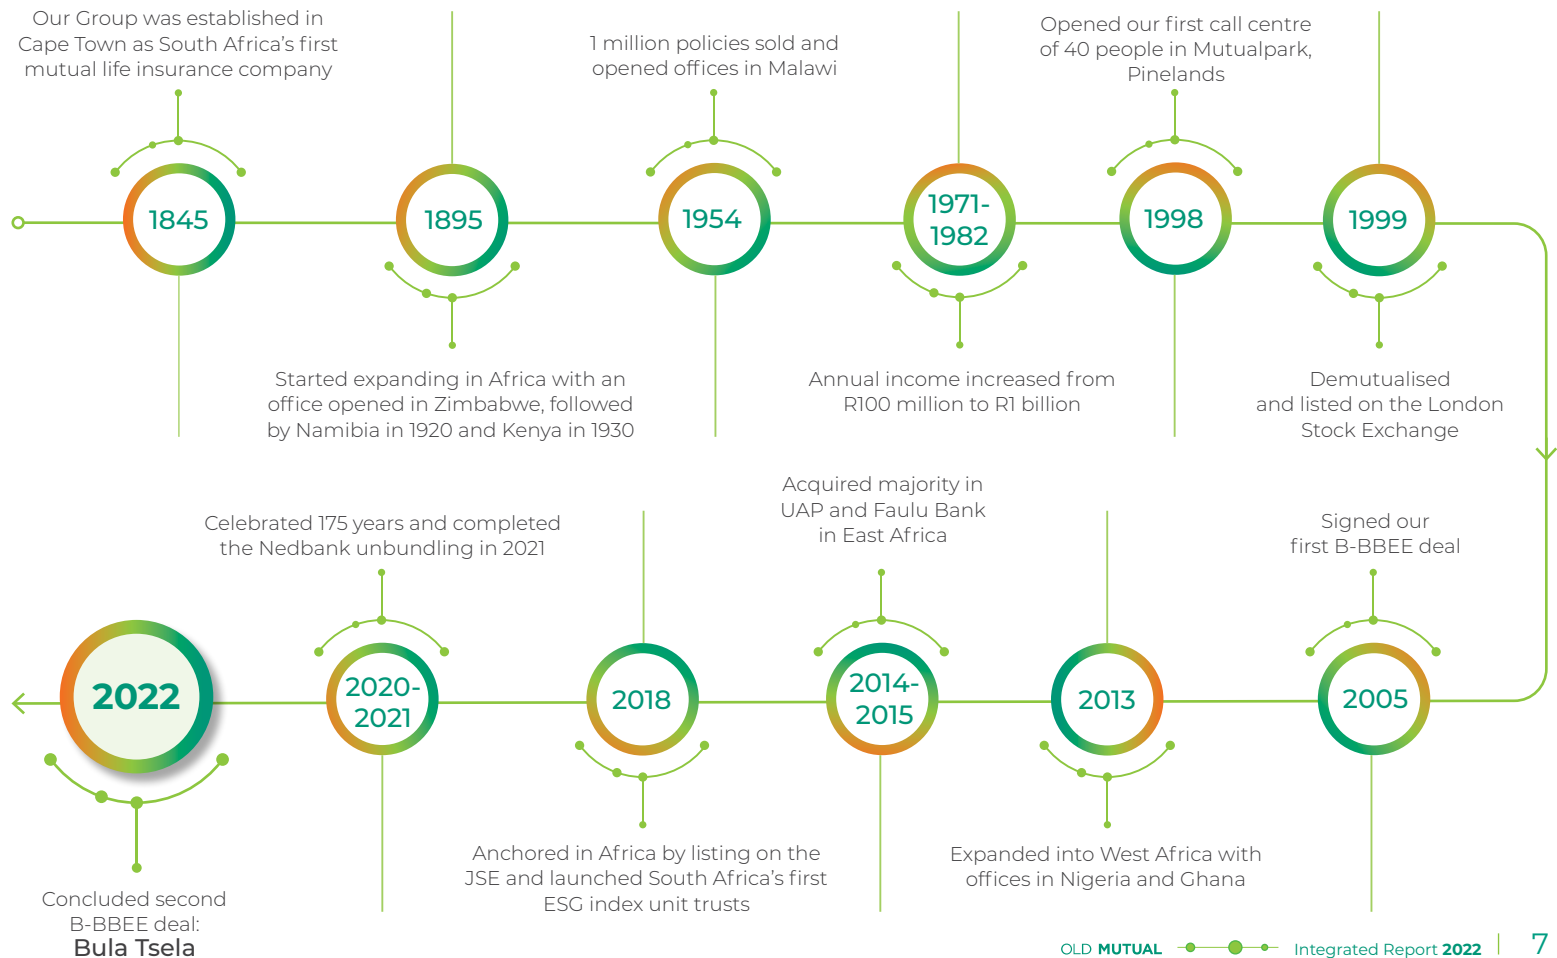 Our Group was established in
Cape Town as South Africa's first
mutual life insurance company
1845
1895
Started expanding in Africa with an
office opened in Zimbabwe, followed
by Namibia in 1920 and Kenya in 1930
1 million policies sold and
opened offices in Malawi
1954
1971-
1982
Annual income increased from
R100 million to R1 billion
Opened our first call centre
of 40 people in Mutualpark,
Pinelands
1998
1999
Demutualised
and listed on the London
Stock Exchange
Signed our
first B-BBEE deal
2005
2013
Expanded into West Africa with
offices in Nigeria and Ghana
Acquired majority in
UAP and Faulu Bank
in East Africa
2014-
2015
2018
Anchored in Africa by listing on the
JSE and launched South Africa's first
ESG index unit trusts
Celebrated 175 years and completed
the Nedbank unbundling in 2021
2020-
2021
2022
Concluded second
B-BBEE deal:
Bula Tsela
OLD MUTUAL Integrated Report 2022 7